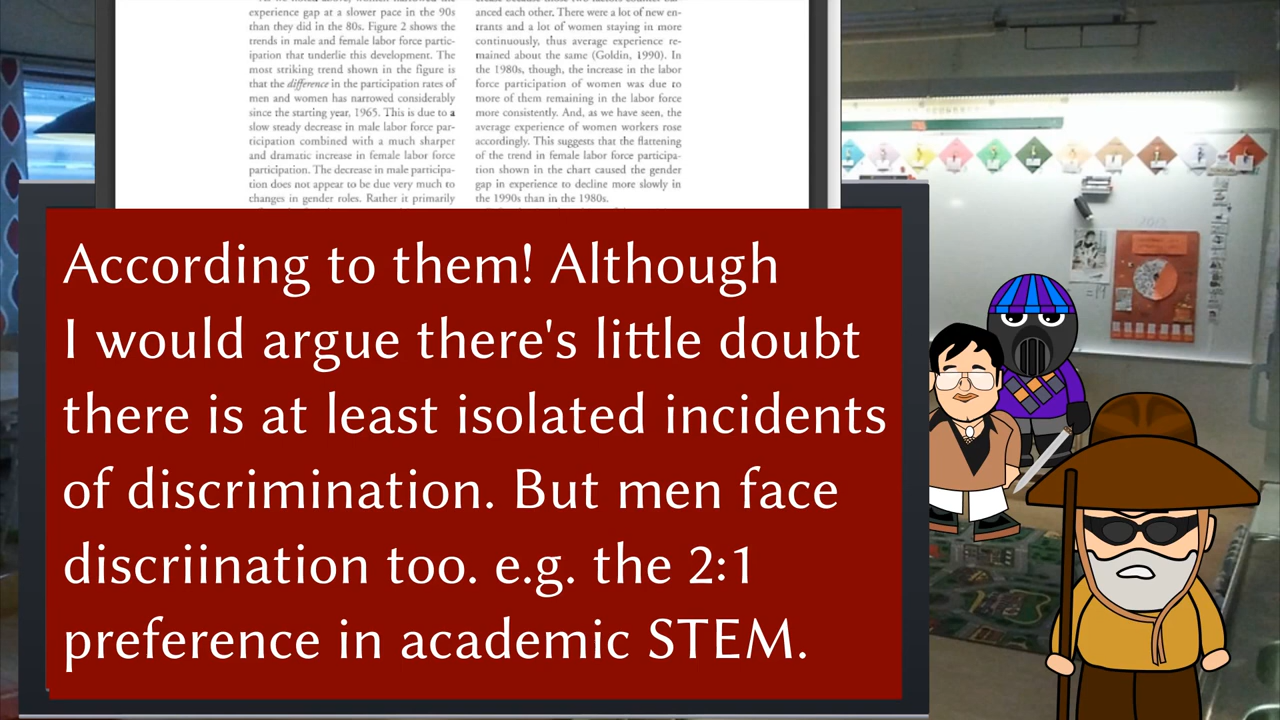 experience gap at a slower pace in the 90s
than they did in the 80s. Figure 2 shows the
trends in male and female labor force partic-
ipation that underlie this development. The
most striking trend shown in the figure is
that the difference in the participation rates of
men and women has narrowed considerably
since the starting year, 1965. This is due to a
slow steady decrease in male labor force par-
ticipation combined with a much sharper
and dramatic increase in female labor force
participation. The decrease in male participa-
tion does not appear to be due very much to
changes in gender roles. Rather it primarily
anced each other. There were a lot of new en-
trants and a lot of women staying in more
continuously, thus average experience re-
mained about the same (Goldin, 1990). In
the 1980s, though, the increase in the labor
force participation of women was due to
more of them remaining in the labor force
more consistently. And, as we have seen, the
average experience of women workers rose
accordingly. This suggests that the flattening
of the trend in female labor force participa-
tion shown in the chart caused the gender
gap in experience to decline more slowly in
the 1990s than in the 1980s.
According to them! Although
I would argue there's little doubt
there is at least isolated incidents
of discrimination. But men face
discriination too. e.g. the 2:1
preference in academic STEM.